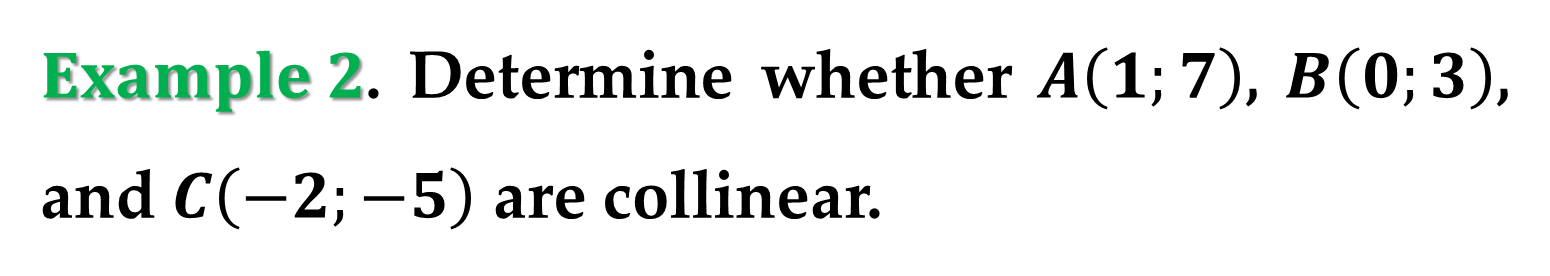 Example 2. Determine whether A(1; 7), B(0; 3),
and C(−2; −5) are collinear.